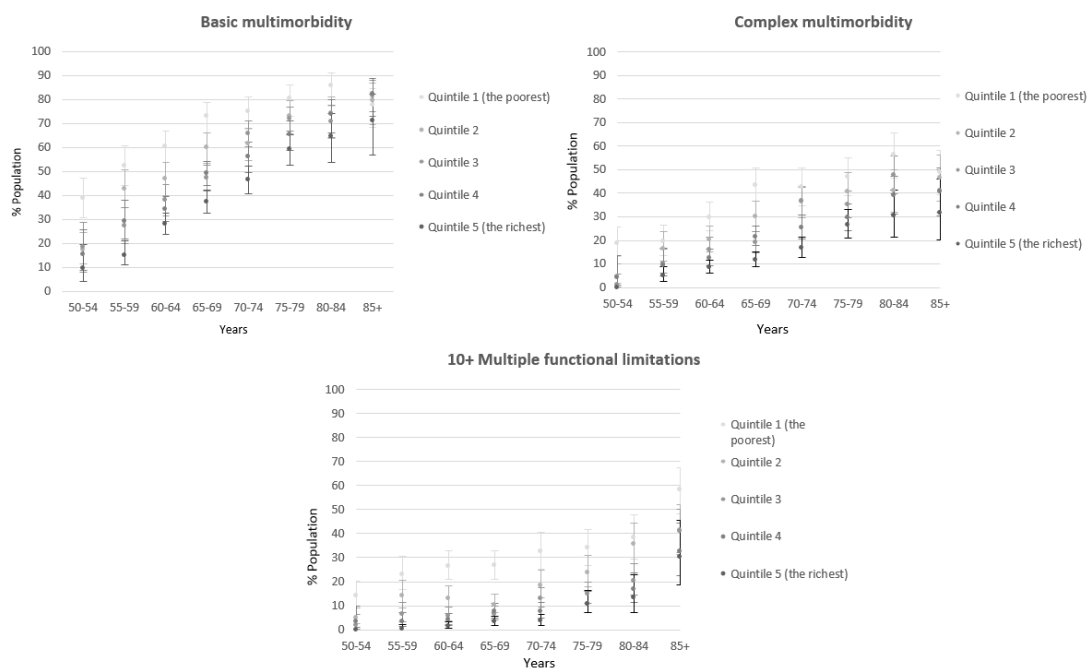 Basic multimorbidity
% Population
100
90
80
70
60
50
40
30
20
10
0
50-54 55-59 60-64 65-69 70-74 75-79 80-84 85+
Years
Quintile 1 (the poorest)
Quintile 2
Quintile 3
Quintile 4
Quintile 5 (the richest)
Complex multimorbidity
% Population
100
90
80
70
60
50
40
30
20
10
0
50-54 55-59 60-64 65-69 70-74 75-79 80-84 85+
Years
Quintile 1 (the poorest)
Quintile 2
Quintile 3
Quintile 4
Quintile 5 (the richest)
10+ Multiple functional limitations
% Population
100
90
80
70
60
50
40
30
20
10
0
50-54 55-59 60-64 65-69 70-74 75-79 80-84 85+
Years
Quintile 1 (the
poorest)
Quintile 2
Quintile 3
Quintile 4
Quintile 5 (the richest)